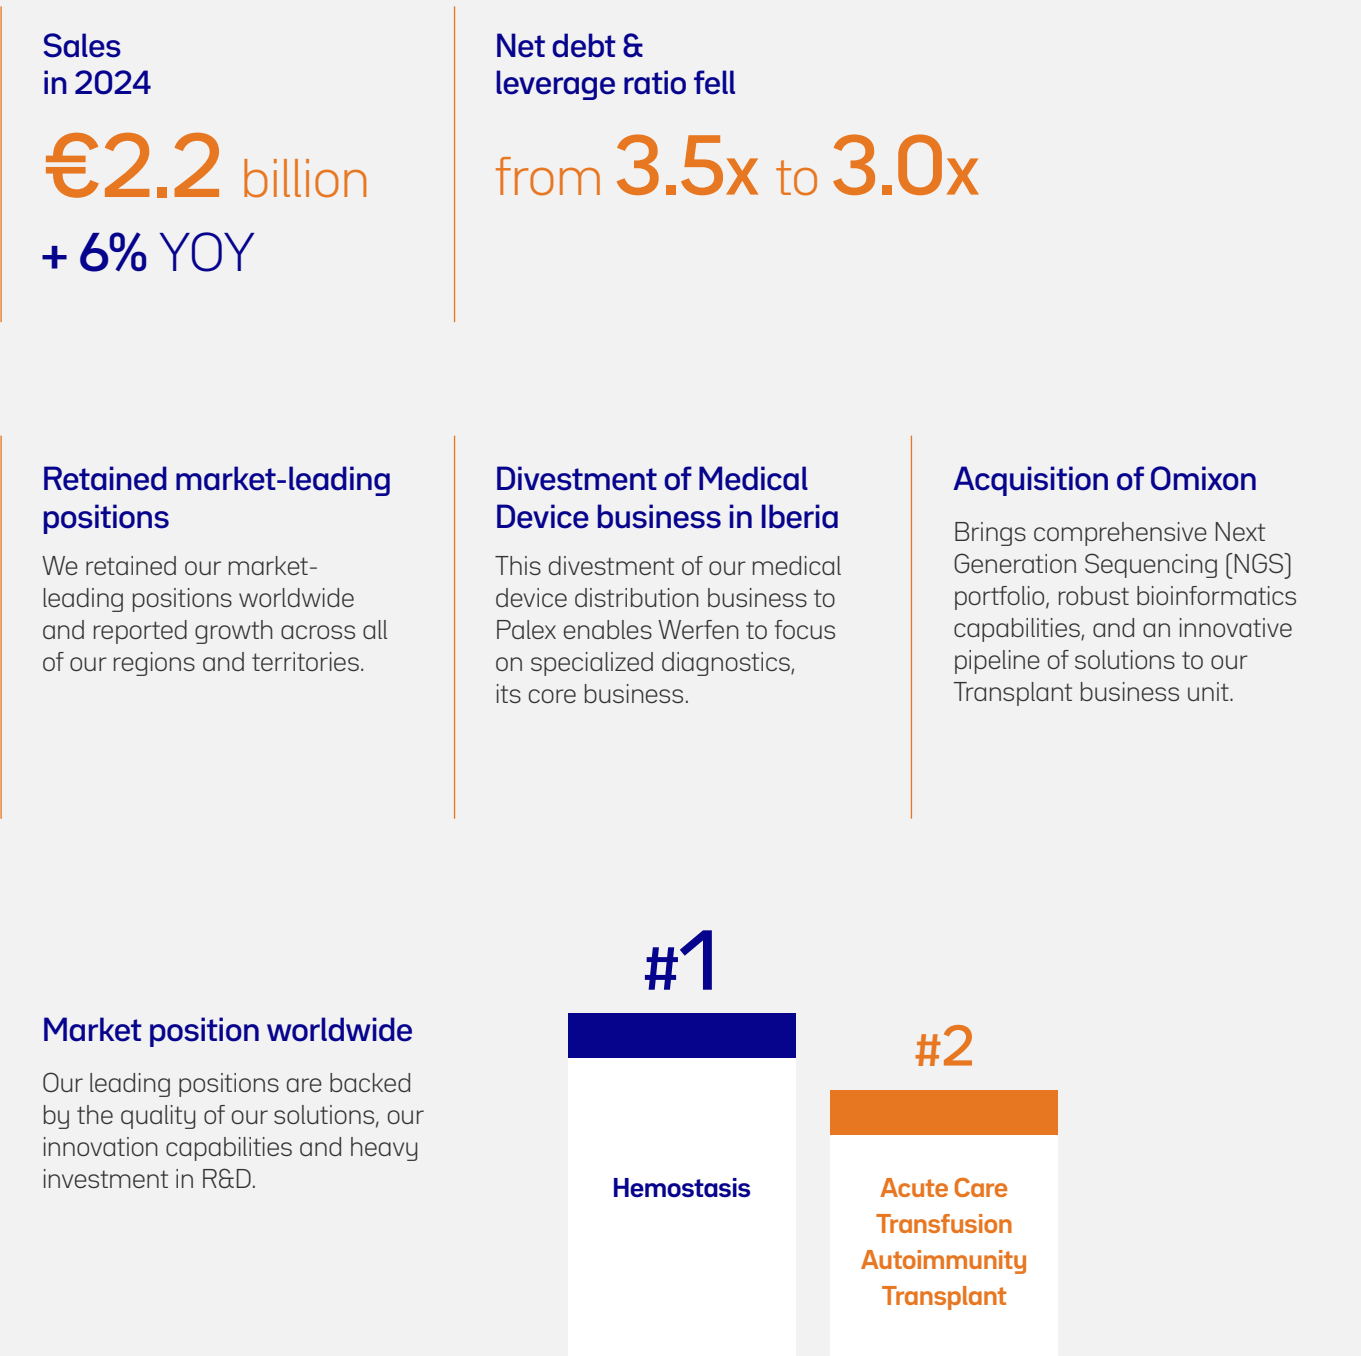 Sales
in 2024
€2.2 billion
+ 6% YOY
Net debt &
leverage ratio fell
from 3.5x to 3.0x
Retained market-leading
positions
We retained our market-
leading positions worldwide
and reported growth across all
of our regions and territories.
Divestment of Medical
Device business in Iberia
This divestment of our medical
device distribution business to
Palex enables Werfen to focus
on specialized diagnostics,
its core business.
Acquisition of Omixon
Brings comprehensive Next
Generation Sequencing (NGS)
portfolio, robust bioinformatics
capabilities, and an innovative
pipeline of solutions to our
Transplant business unit.
Market position worldwide
Our leading positions are backed
by the quality of our solutions, our
innovation capabilities and heavy
investment in R&D.
#1
Hemostasis
#2
Acute Care
Transfusion
Autoimmunity
Transplant